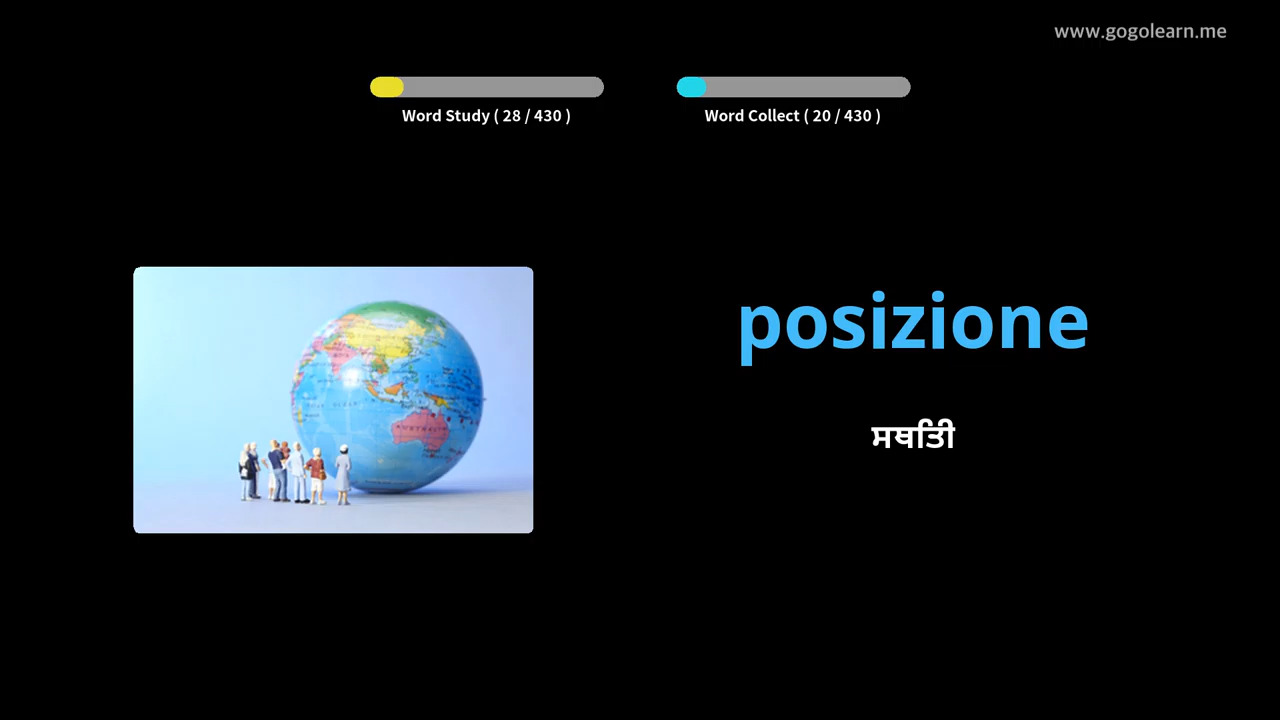 www.gogolearn.me
Word Study ( 28 / 430 )
Word Collect ( 20 / 430 )
posizione
ਸਥਿਤੀ